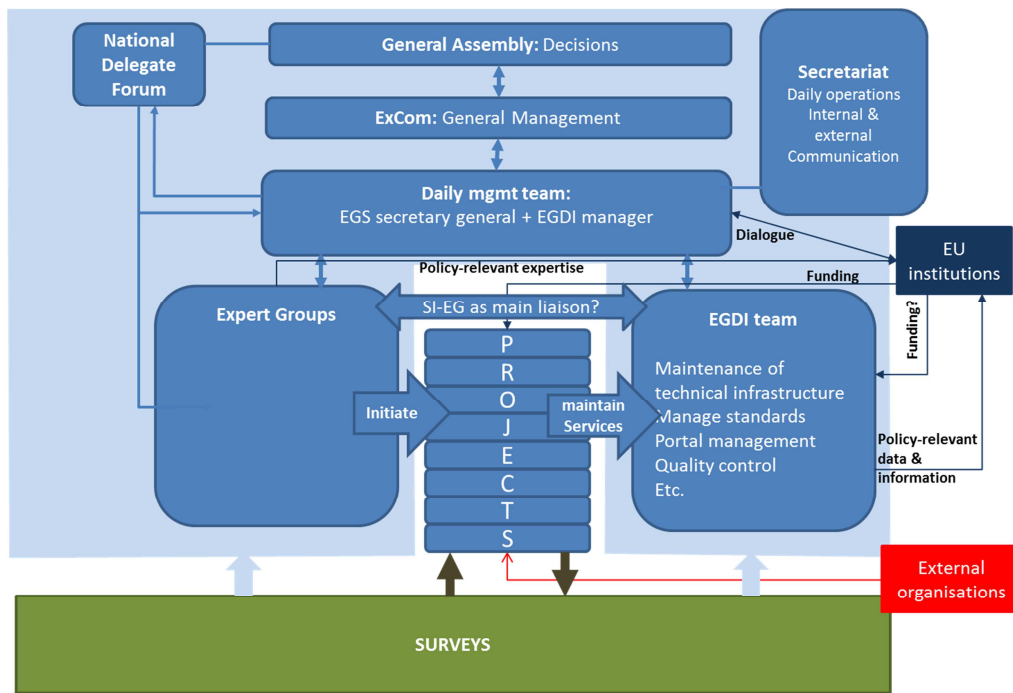 National
Delegate
Forum
General Assembly: Decisions
ExCom: General Management
Secretariat
Daily operations
Internal &
external
Communication
Daily mgmt team:
EGS secretary general + EGDI manager
Dialogue
EU
institutions
Policy-relevant expertise
Funding
SI-EG as main liaison?
Expert Groups
EGDI team
Funding?
P
R
O
J
E
C
T
S
Initiate
maintain
Services
Maintenance of
technical infrastructure
Manage standards
Portal management
Quality control
Etc.
Policy-relevant
data &
information
External
organisations
SURVEYS